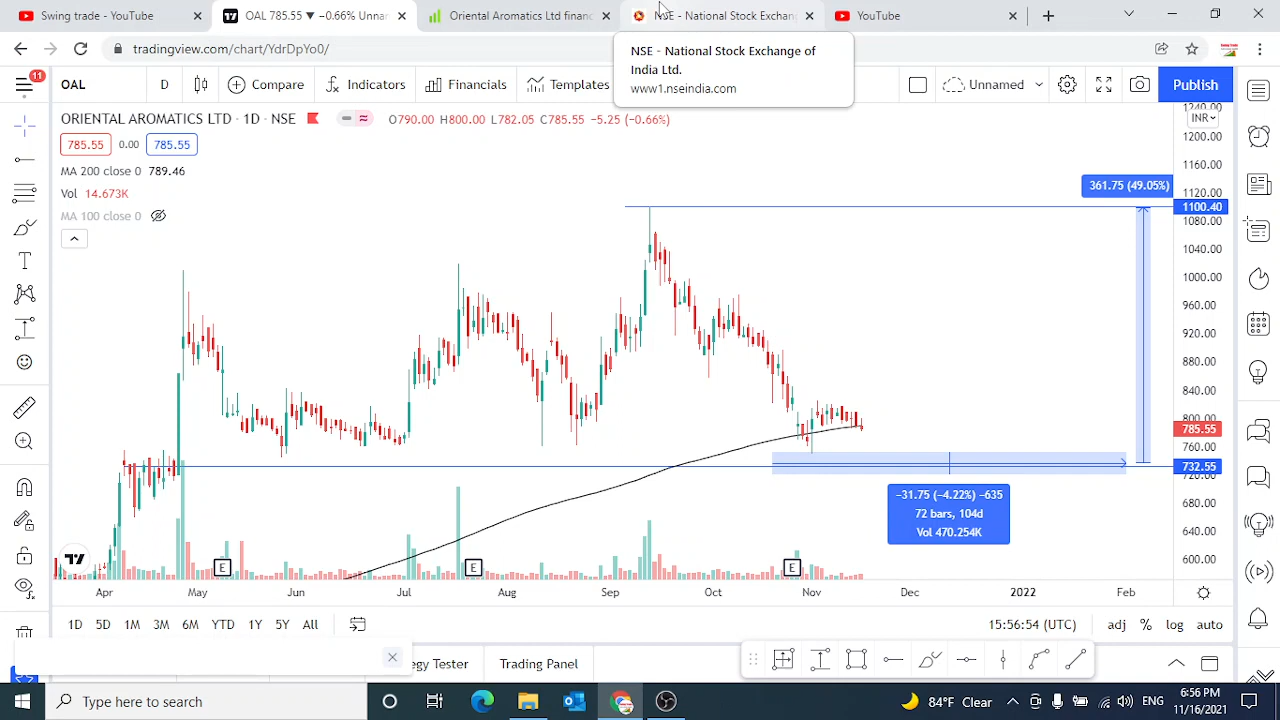 Swing trade - YouTube
OAL 785.55 ▼ −0.66% Unnar
Oriental Aromatics Ltd financ
NSE - National Stock Exchang
YouTube
tradingview.com/chart/YdrDpYo0/
NSE - National Stock Exchange of
India Ltd.
www1.nseindia.com
11
OAL
D
Compare
Indicators
Financials
Templates
Unnamed
Publish
ORIENTAL AROMATICS LTD · 1D · NSE
O790.00 H800.00 L782.05 C785.55 −5.25 (−0.66%)
INR
785.55
0.00
785.55
MA 200 close 0 789.46
Vol 14.673K
MA 100 close 0
361.75 (49.05%)
1240.00
1200.00
1160.00
1120.00
1100.40
1080.00
1040.00
1000.00
960.00
920.00
880.00
840.00
800.00
785.55
760.00
732.55
720.00
680.00
640.00
600.00
−31.75 (−4.22%) −635
72 bars, 104d
Vol 470.254K
E
E
E
Apr
May
Jun
Jul
Aug
Sep
Oct
Nov
Dec
2022
Feb
1D
5D
1M
3M
6M
YTD
1Y
5Y
All
15:56:54 (UTC)
adj
%
log
auto
egy Tester
Trading Panel
Type here to search
84°F Clear
ENG
6:56 PM
11/16/2021